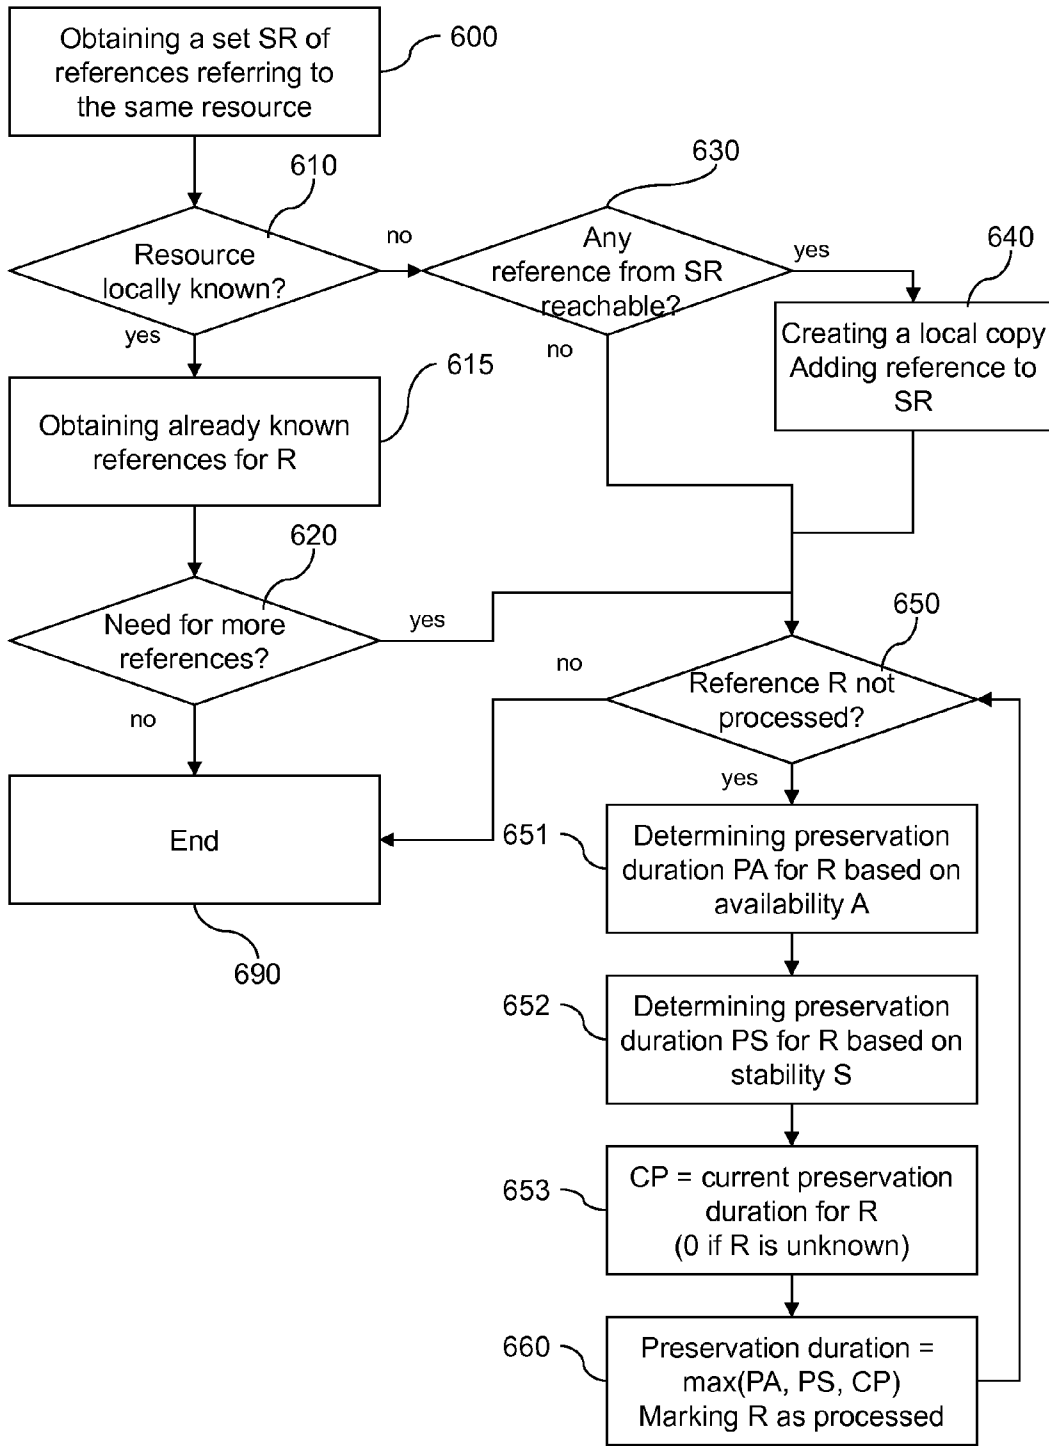 Obtaining a set SR of
references referring to
the same resource
600
610
Resource
locally known?
no
yes
630
Any
reference from SR
reachable?
yes
no
640
Creating a local copy
Adding reference to
SR
615
Obtaining already known
references for R
620
Need for more
references?
yes
no
650
Reference R not
processed?
no
yes
End
690
651
Determining preservation
duration PA for R based on
availability A
652
Determining preservation
duration PS for R based on
stability S
653
CP = current preservation
duration for R
(0 if R is unknown)
660
Preservation duration =
max(PA, PS, CP)
Marking R as processed